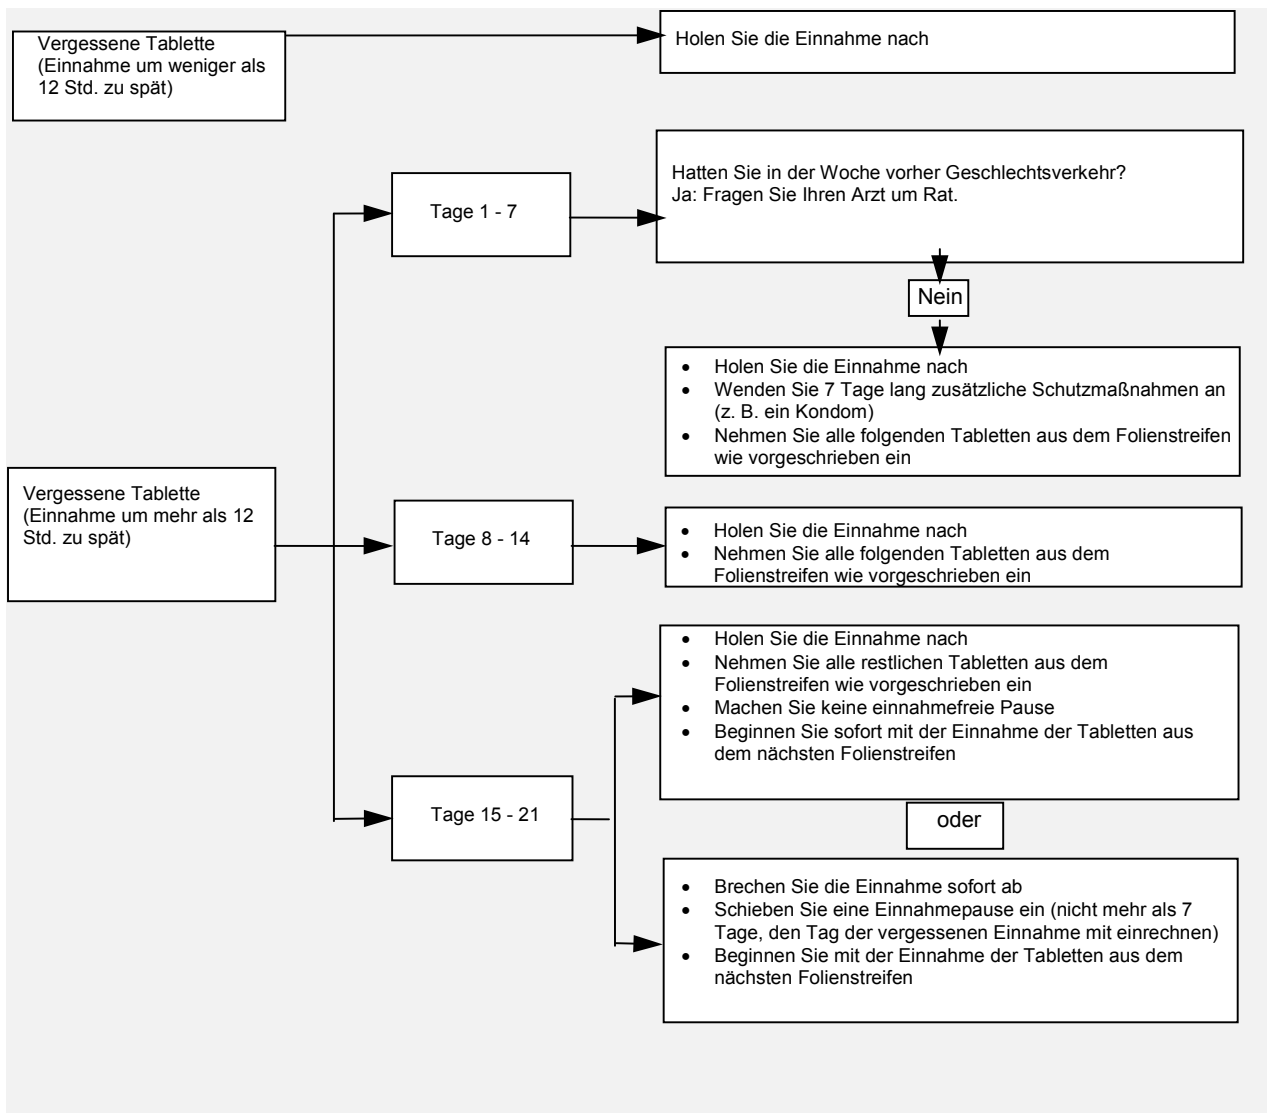 Vergessene Tablette
(Einnahme um weniger als
12 Std. zu spät)
Holen Sie die Einnahme nach
Hatten Sie in der Woche vorher Geschlechtsverkehr?
Ja: Fragen Sie Ihren Arzt um Rat.
Tage 1 - 7
Nein
• Holen Sie die Einnahme nach
• Wenden Sie 7 Tage lang zusätzliche Schutzmaßnahmen an
(z. B. ein Kondom)
• Nehmen Sie alle folgenden Tabletten aus dem Folienstreifen
wie vorgeschrieben ein
Vergessene Tablette
(Einnahme um mehr als 12
Std. zu spät)
Tage 8 - 14
• Holen Sie die Einnahme nach
• Nehmen Sie alle folgenden Tabletten aus dem
Folienstreifen wie vorgeschrieben ein
• Holen Sie die Einnahme nach
• Nehmen Sie alle restlichen Tabletten aus dem
Folienstreifen wie vorgeschrieben ein
• Machen Sie keine einnahmefreie Pause
• Beginnen Sie sofort mit der Einnahme der Tabletten aus
dem nächsten Folienstreifen
Tage 15 - 21
oder
• Brechen Sie die Einnahme sofort ab
• Schieben Sie eine Einnahmepause ein (nicht mehr als 7
Tage, den Tag der vergessenen Einnahme mit einrechnen)
• Beginnen Sie mit der Einnahme der Tabletten aus dem
nächsten Folienstreifen